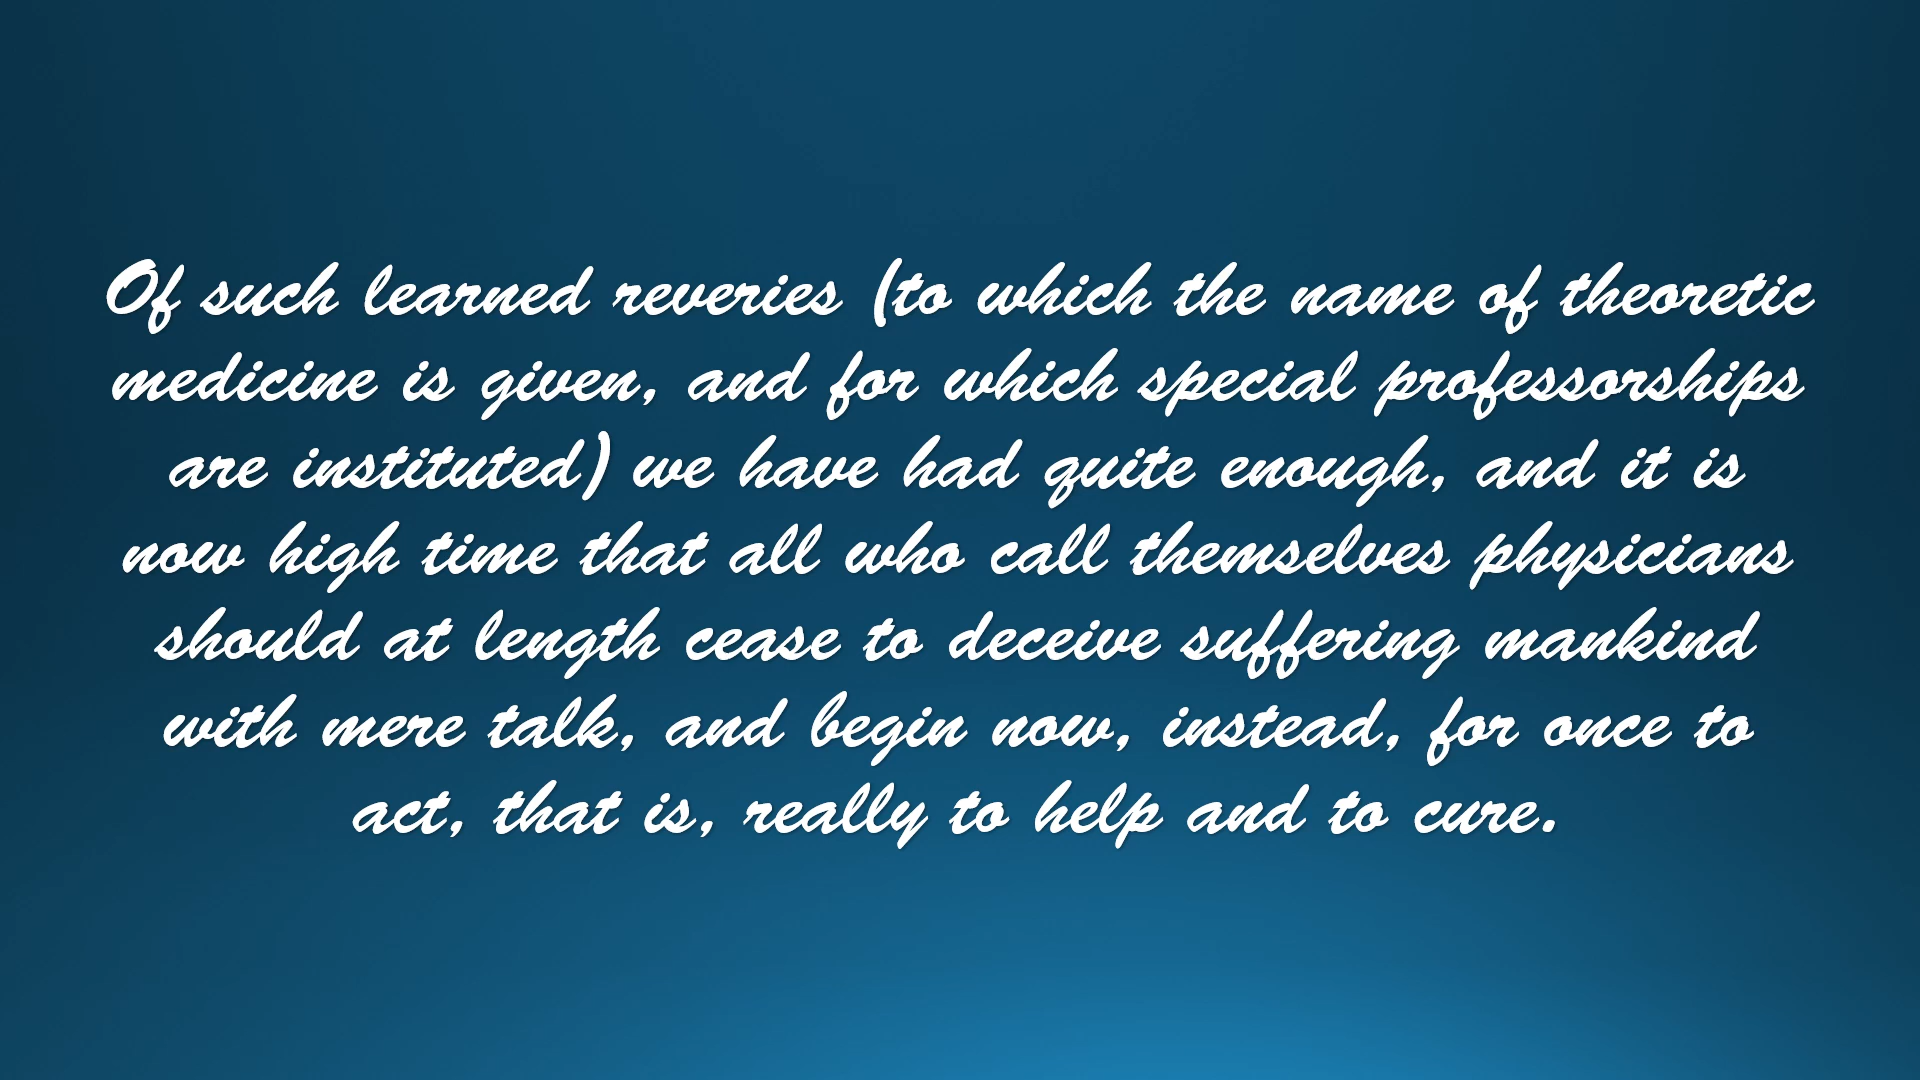 Of such learned reveries (to which the name of theoretic
medicine is given, and for which special professorships
are instituted) we have had quite enough, and it is
now high time that all who call themselves physicians
should at length cease to deceive suffering mankind
with mere talk, and begin now, instead, for once to
act, that is, really to help and to cure.